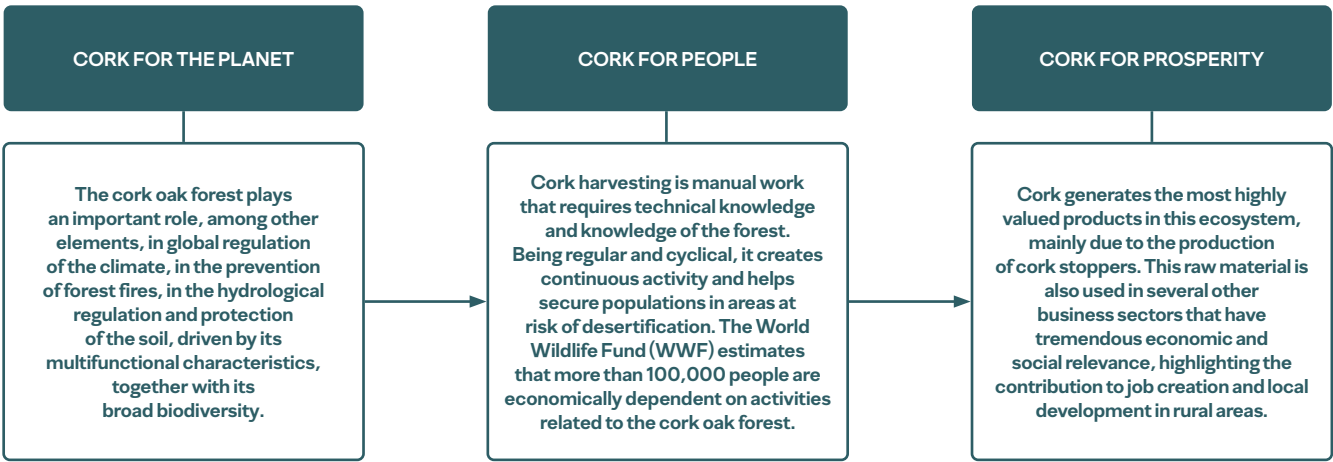 CORK FOR THE PLANET
The cork oak forest plays
an important role, among other
elements, in global regulation
of the climate, in the prevention
of forest fires, in the hydrological
regulation and protection
of the soil, driven by its
multifunctional characteristics,
together with its
broad biodiversity.
CORK FOR PEOPLE
Cork harvesting is manual work
that requires technical knowledge
and knowledge of the forest.
Being regular and cyclical, it creates
continuous activity and helps
secure populations in areas at
risk of desertification. The World
Wildlife Fund (WWF) estimates
that more than 100,000 people are
economically dependent on activities
related to the cork oak forest.
CORK FOR PROSPERITY
Cork generates the most highly
valued products in this ecosystem,
mainly due to the production
of cork stoppers. This raw material is
also used in several other
business sectors that have
tremendous economic and
social relevance, highlighting the
contribution to job creation and local
development in rural areas.